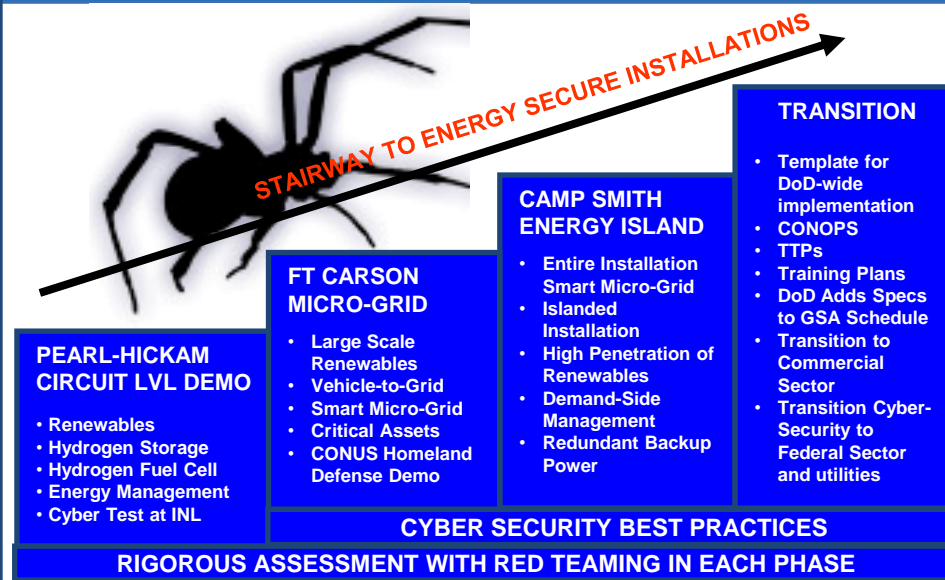 STAIRWAY TO ENERGY SECURE INSTALLATIONS
PEARL-HICKAM
CIRCUIT LVL DEMO
• Renewables
• Hydrogen Storage
• Hydrogen Fuel Cell
• Energy Management
• Cyber Test at INL
FT CARSON
MICRO-GRID
• Large Scale
Renewables
• Vehicle-to-Grid
• Smart Micro-Grid
• Critical Assets
• CONUS Homeland
Defense Demo
CAMP SMITH
ENERGY ISLAND
• Entire Installation
Smart Micro-Grid
• Islanded
Installation
• High Penetration of
Renewables
• Demand-Side
Management
• Redundant Backup
Power
TRANSITION
• Template for
DoD-wide
implementation
• CONOPS
• TTPs
• Training Plans
• DoD Adds Specs
to GSA Schedule
• Transition to
Commercial
Sector
• Transition Cyber-
Security to
Federal Sector
and utilities
CYBER SECURITY BEST PRACTICES
RIGOROUS ASSESSMENT WITH RED TEAMING IN EACH PHASE